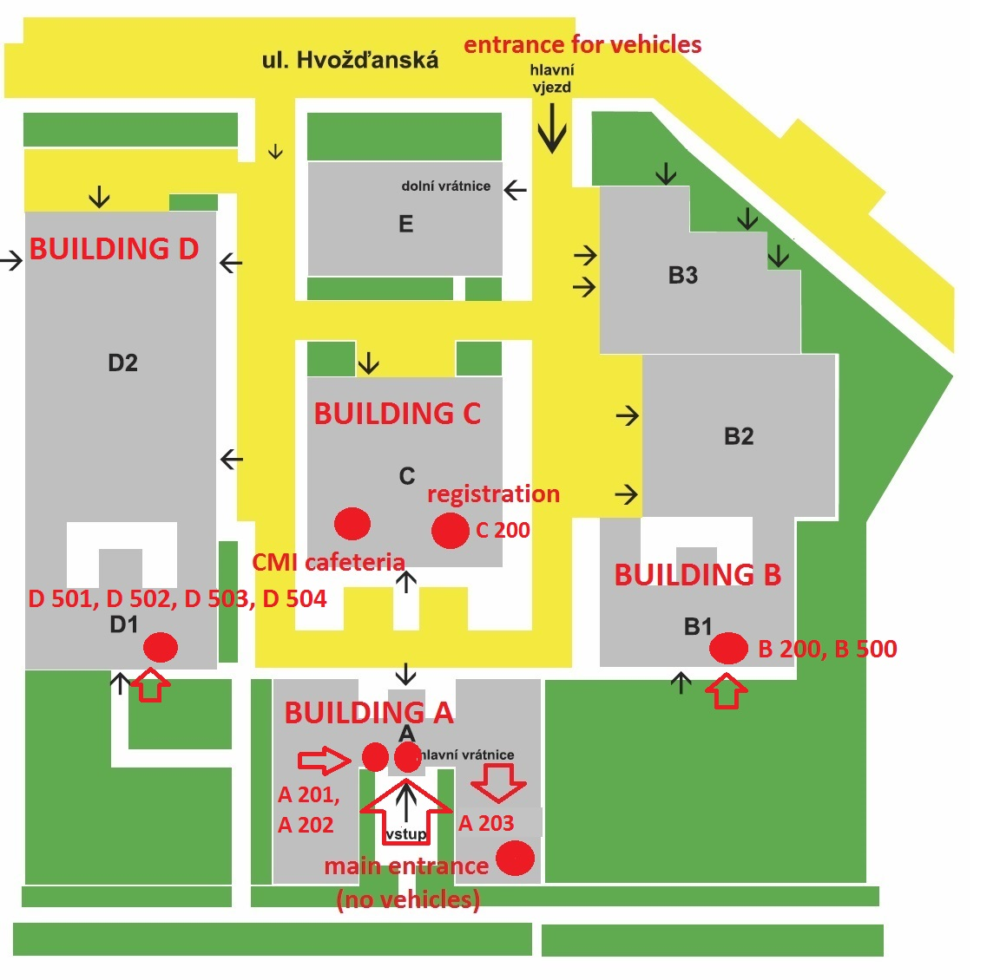 entrance for vehicles
ul. Hvožďanská
hlavní
vjezd
dolní vrátnice
E
BUILDING D
B3
D2
BUILDING C
B2
C
registration
C 200
CMI cafeteria
BUILDING B
D 501, D 502, D 503, D 504
D1
B1
B 200, B 500
BUILDING A
A
hlavní vrátnice
A 201,
A 202
A 203
vstup
main entrance
(no vehicles)